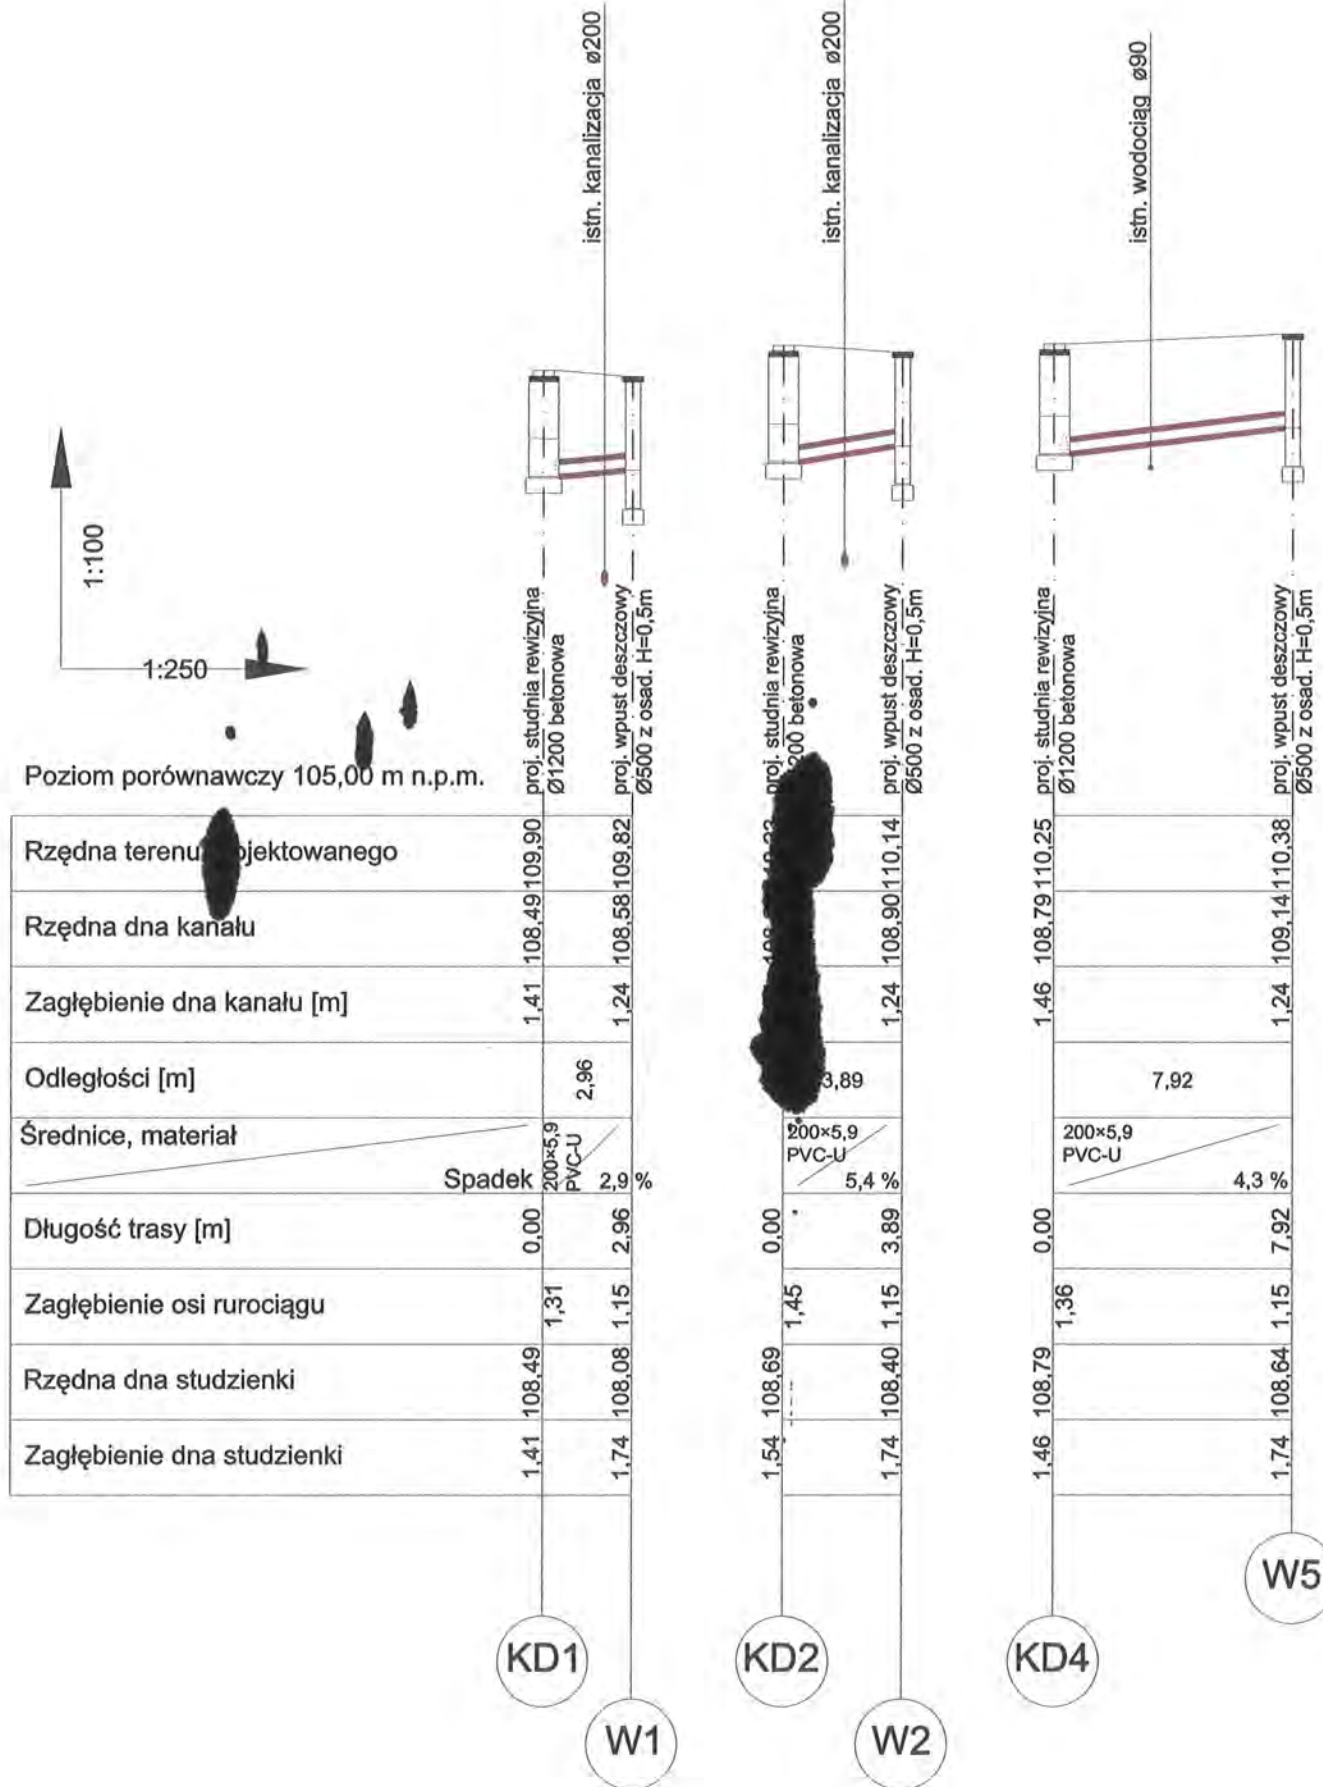 istn. kanalizacja ø200
istn. kanalizacja ø200
istn. wodociąg ø90
1:100
1:250
Poziom porównawczy 105,00 m n.p.m.
proj. studnia rewizyjna
Ø1200 betonowa
proj. wpust deszczowy
Ø500 z osad. H=0,5m
proj. studnia rewizyjna
betonowa
proj. wpust deszczowy
Ø500 z osad. H=0,5m
proj. studnia rewizyjna
Ø1200 betonowa
proj. wpust deszczowy
Ø500 z osad. H=0,5m
Rzędna terenu 109,90 109,82 110,14 110,25 110,38
Rzędna dna kanału 108,49 108,58 108,90 108,79 109,14
Zagłębienie dna kanału [m] 1,41 1,24 1,24 1,46 1,24
Odległości [m] 2,96 3,89 7,92
Średnice, materiał 200×5,9 200×5,9 200×5,9
PVC-U PVC-U PVC-U
Spadek 2,9 % 5,4 % 4,3 %
Długość trasy [m] 0,00 2,96 0,00 3,89 0,00 7,92
Zagłębienie osi rurociągu 1,31 1,15 1,45 1,15 1,36 1,15
Rzędna dna studzienki 108,49 108,08 108,69 108,40 108,79 108,64
Zagłębienie dna studzienki 1,41 1,74 1,54 1,74 1,46 1,74
W5
KD1 KD2 KD4
W1 W2